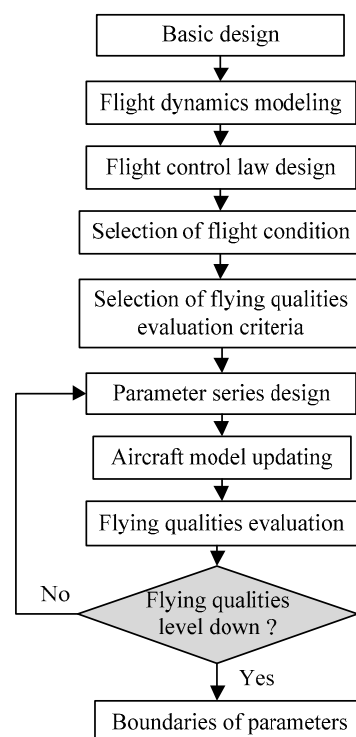 Basic design
Flight dynamics modeling
Flight control law design
Selection of flight condition
Selection of flying qualities
evaluation criteria
Parameter series design
Aircraft model updating
Flying qualities evaluation
No
Flying qualities
level down ?
Yes
Boundaries of parameters